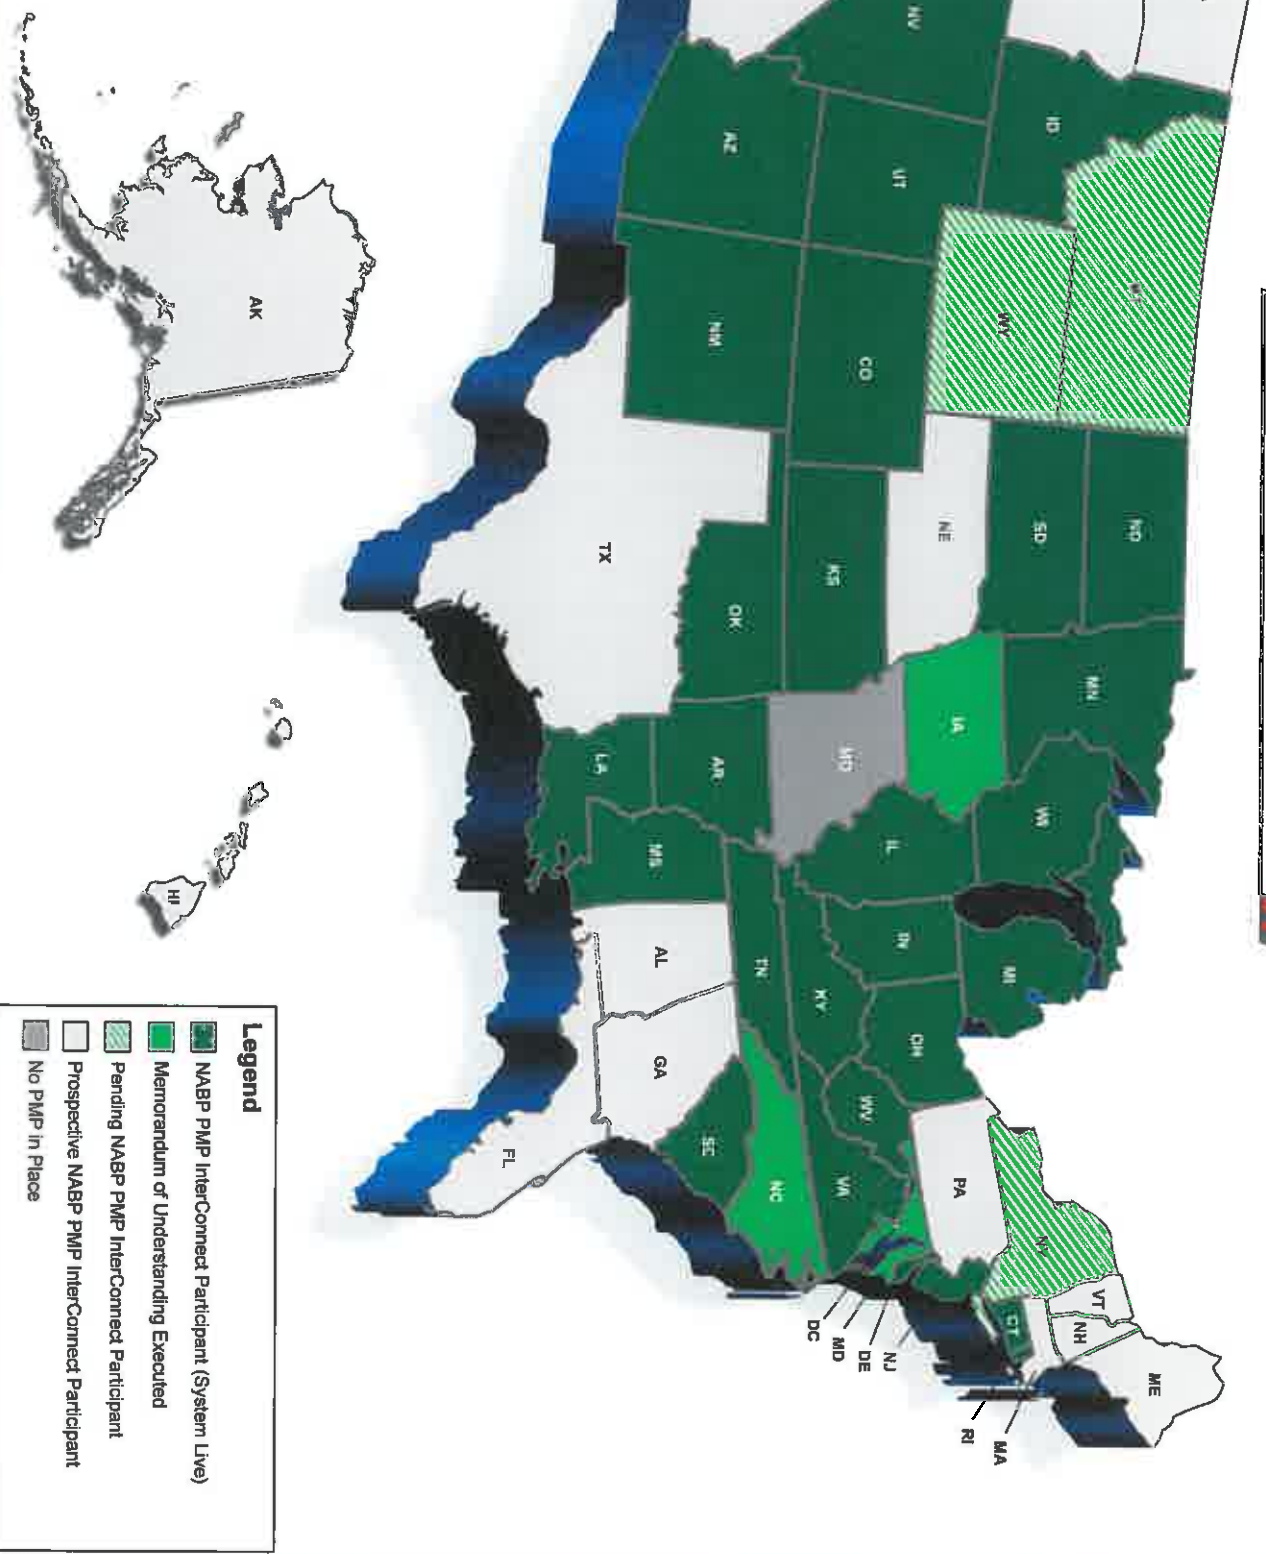 ND
MN
ME
VT
NH
ID
SD
WI
MI
NY
MA
WY
IA
PA
RI
CT
NV
UT
CO
NE
IL
IN
OH
NJ
DE
MD
DC
KS
MO
KY
WV
VA
AZ
NM
OK
AR
TN
NC
SC
TX
LA
MS
AL
GA
FL
AK
HI
Legend
NABP PMP InterConnect Participant (System Live)
Memorandum of Understanding Executed
Pending NABP PMP InterConnect Participant
Prospective NABP PMP InterConnect Participant
No PMP in Place